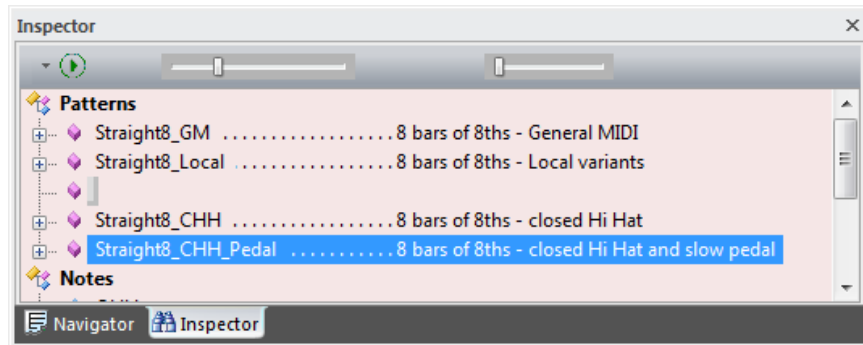 Inspector
Patterns
Straight8_GM ..................8 bars of 8ths - General MIDI
Straight8_Local ..................8 bars of 8ths - Local variants
Straight8_CHH ..................8 bars of 8ths - closed Hi Hat
Straight8_CHH_Pedal ............8 bars of 8ths - closed Hi Hat and slow pedal
Notes
Navigator Inspector